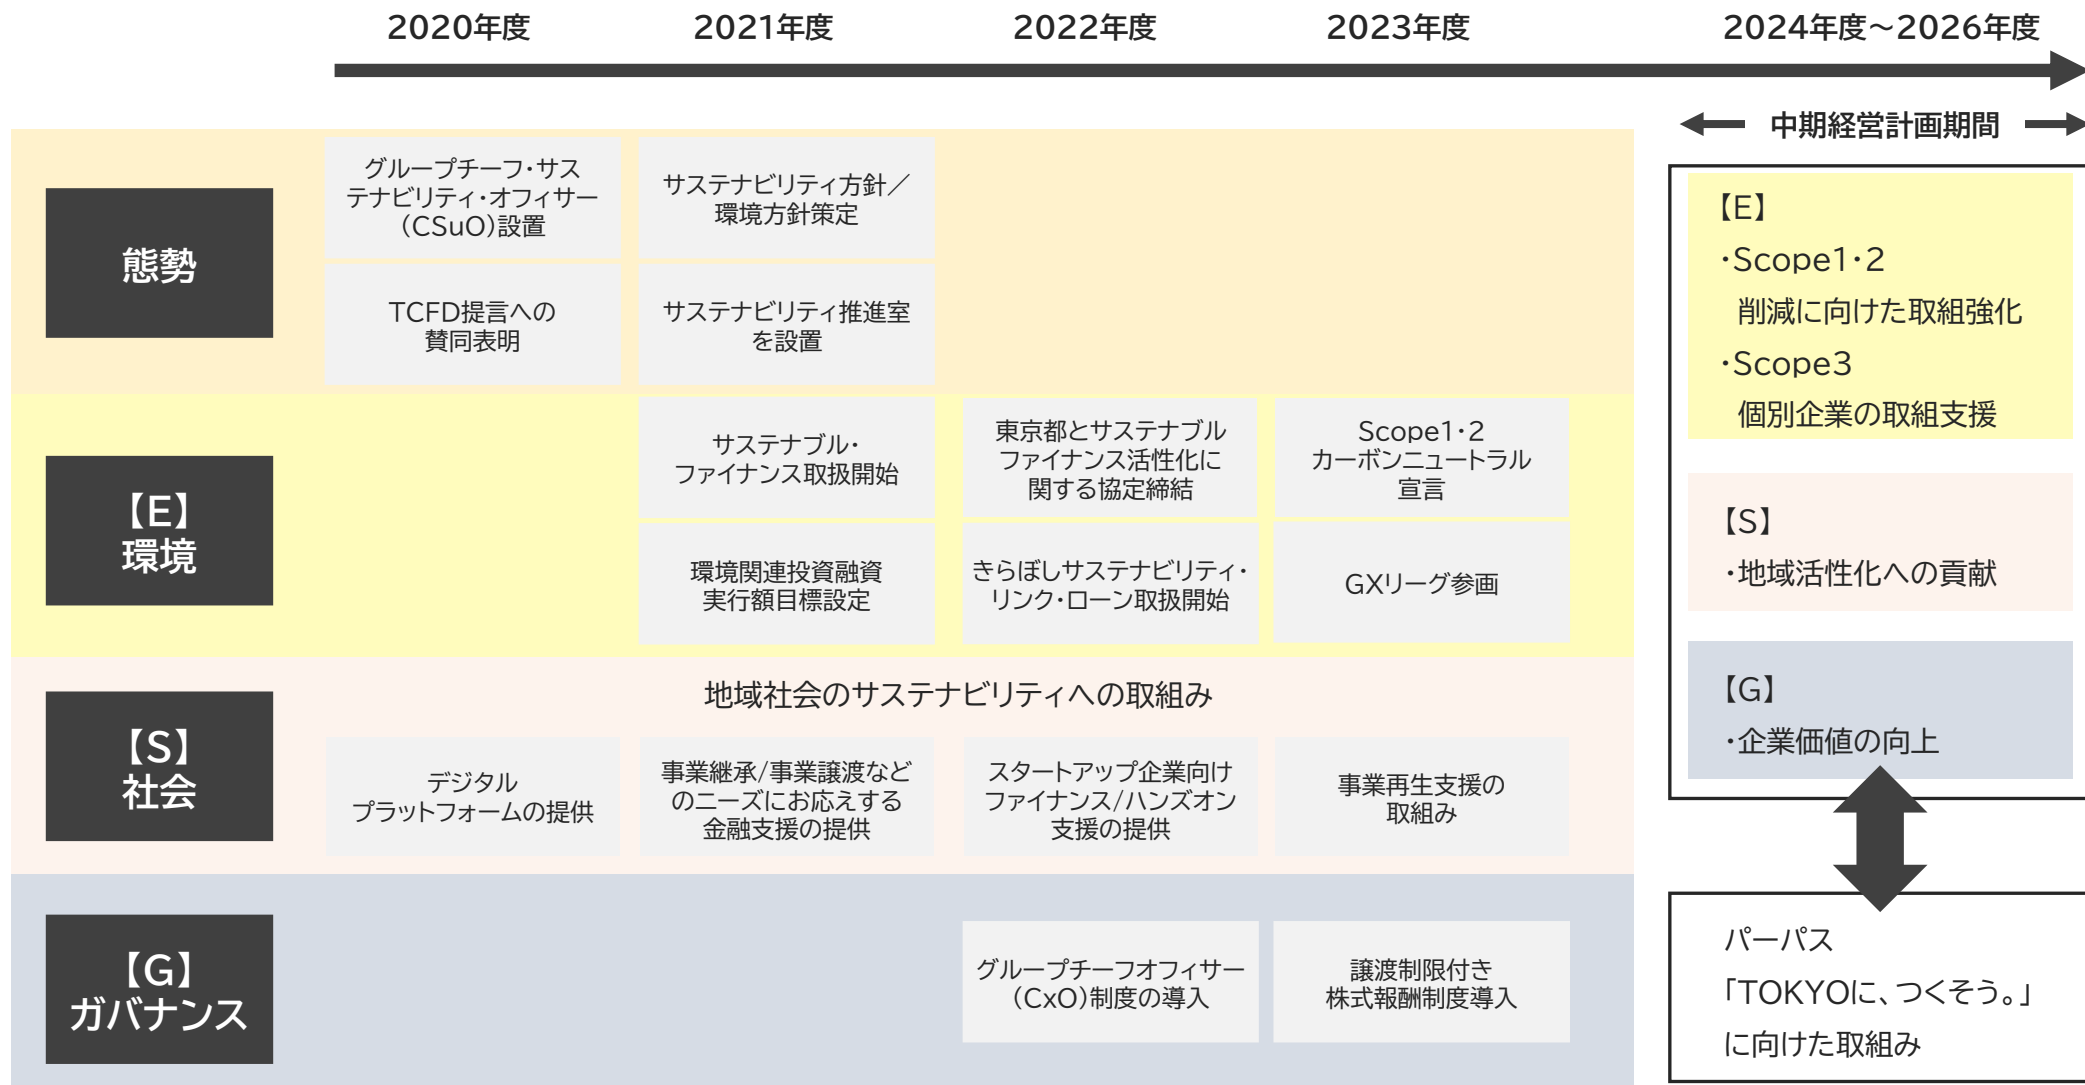 2020年度
2021年度
2022年度
2023年度
2024年度～2026年度
中期経営計画期間
態勢
グループチーフ・サス
テナビリティ・オフィサー
（CSuO）設置
サステナビリティ方針／
環境方針策定
TCFD提言への
賛同表明
サステナビリティ推進室
を設置
【E】
環境
サステナブル・
ファイナンス取扱開始
東京都とサステナブル
ファイナンス活性化に
関する協定締結
Scope1・2
カーボンニュートラル
宣言
環境関連投資融資
実行額目標設定
きらぼしサステナビリティ・
リンク・ローン取扱開始
GXリーグ参画
【S】
社会
地域社会のサステナビリティへの取組み
デジタル
プラットフォームの提供
事業継承/事業譲渡など
のニーズにお応えする
金融支援の提供
スタートアップ企業向け
ファイナンス/ハンズオン
支援の提供
事業再生支援の
取組み
【G】
ガバナンス
グループチーフオフィサー
（CxO）制度の導入
譲渡制限付き
株式報酬制度導入
【E】
・Scope1・2
削減に向けた取組強化
・Scope3
個別企業の取組支援
【S】
・地域活性化への貢献
【G】
・企業価値の向上
パーパス
「TOKYOに、つくそう。」
に向けた取組み